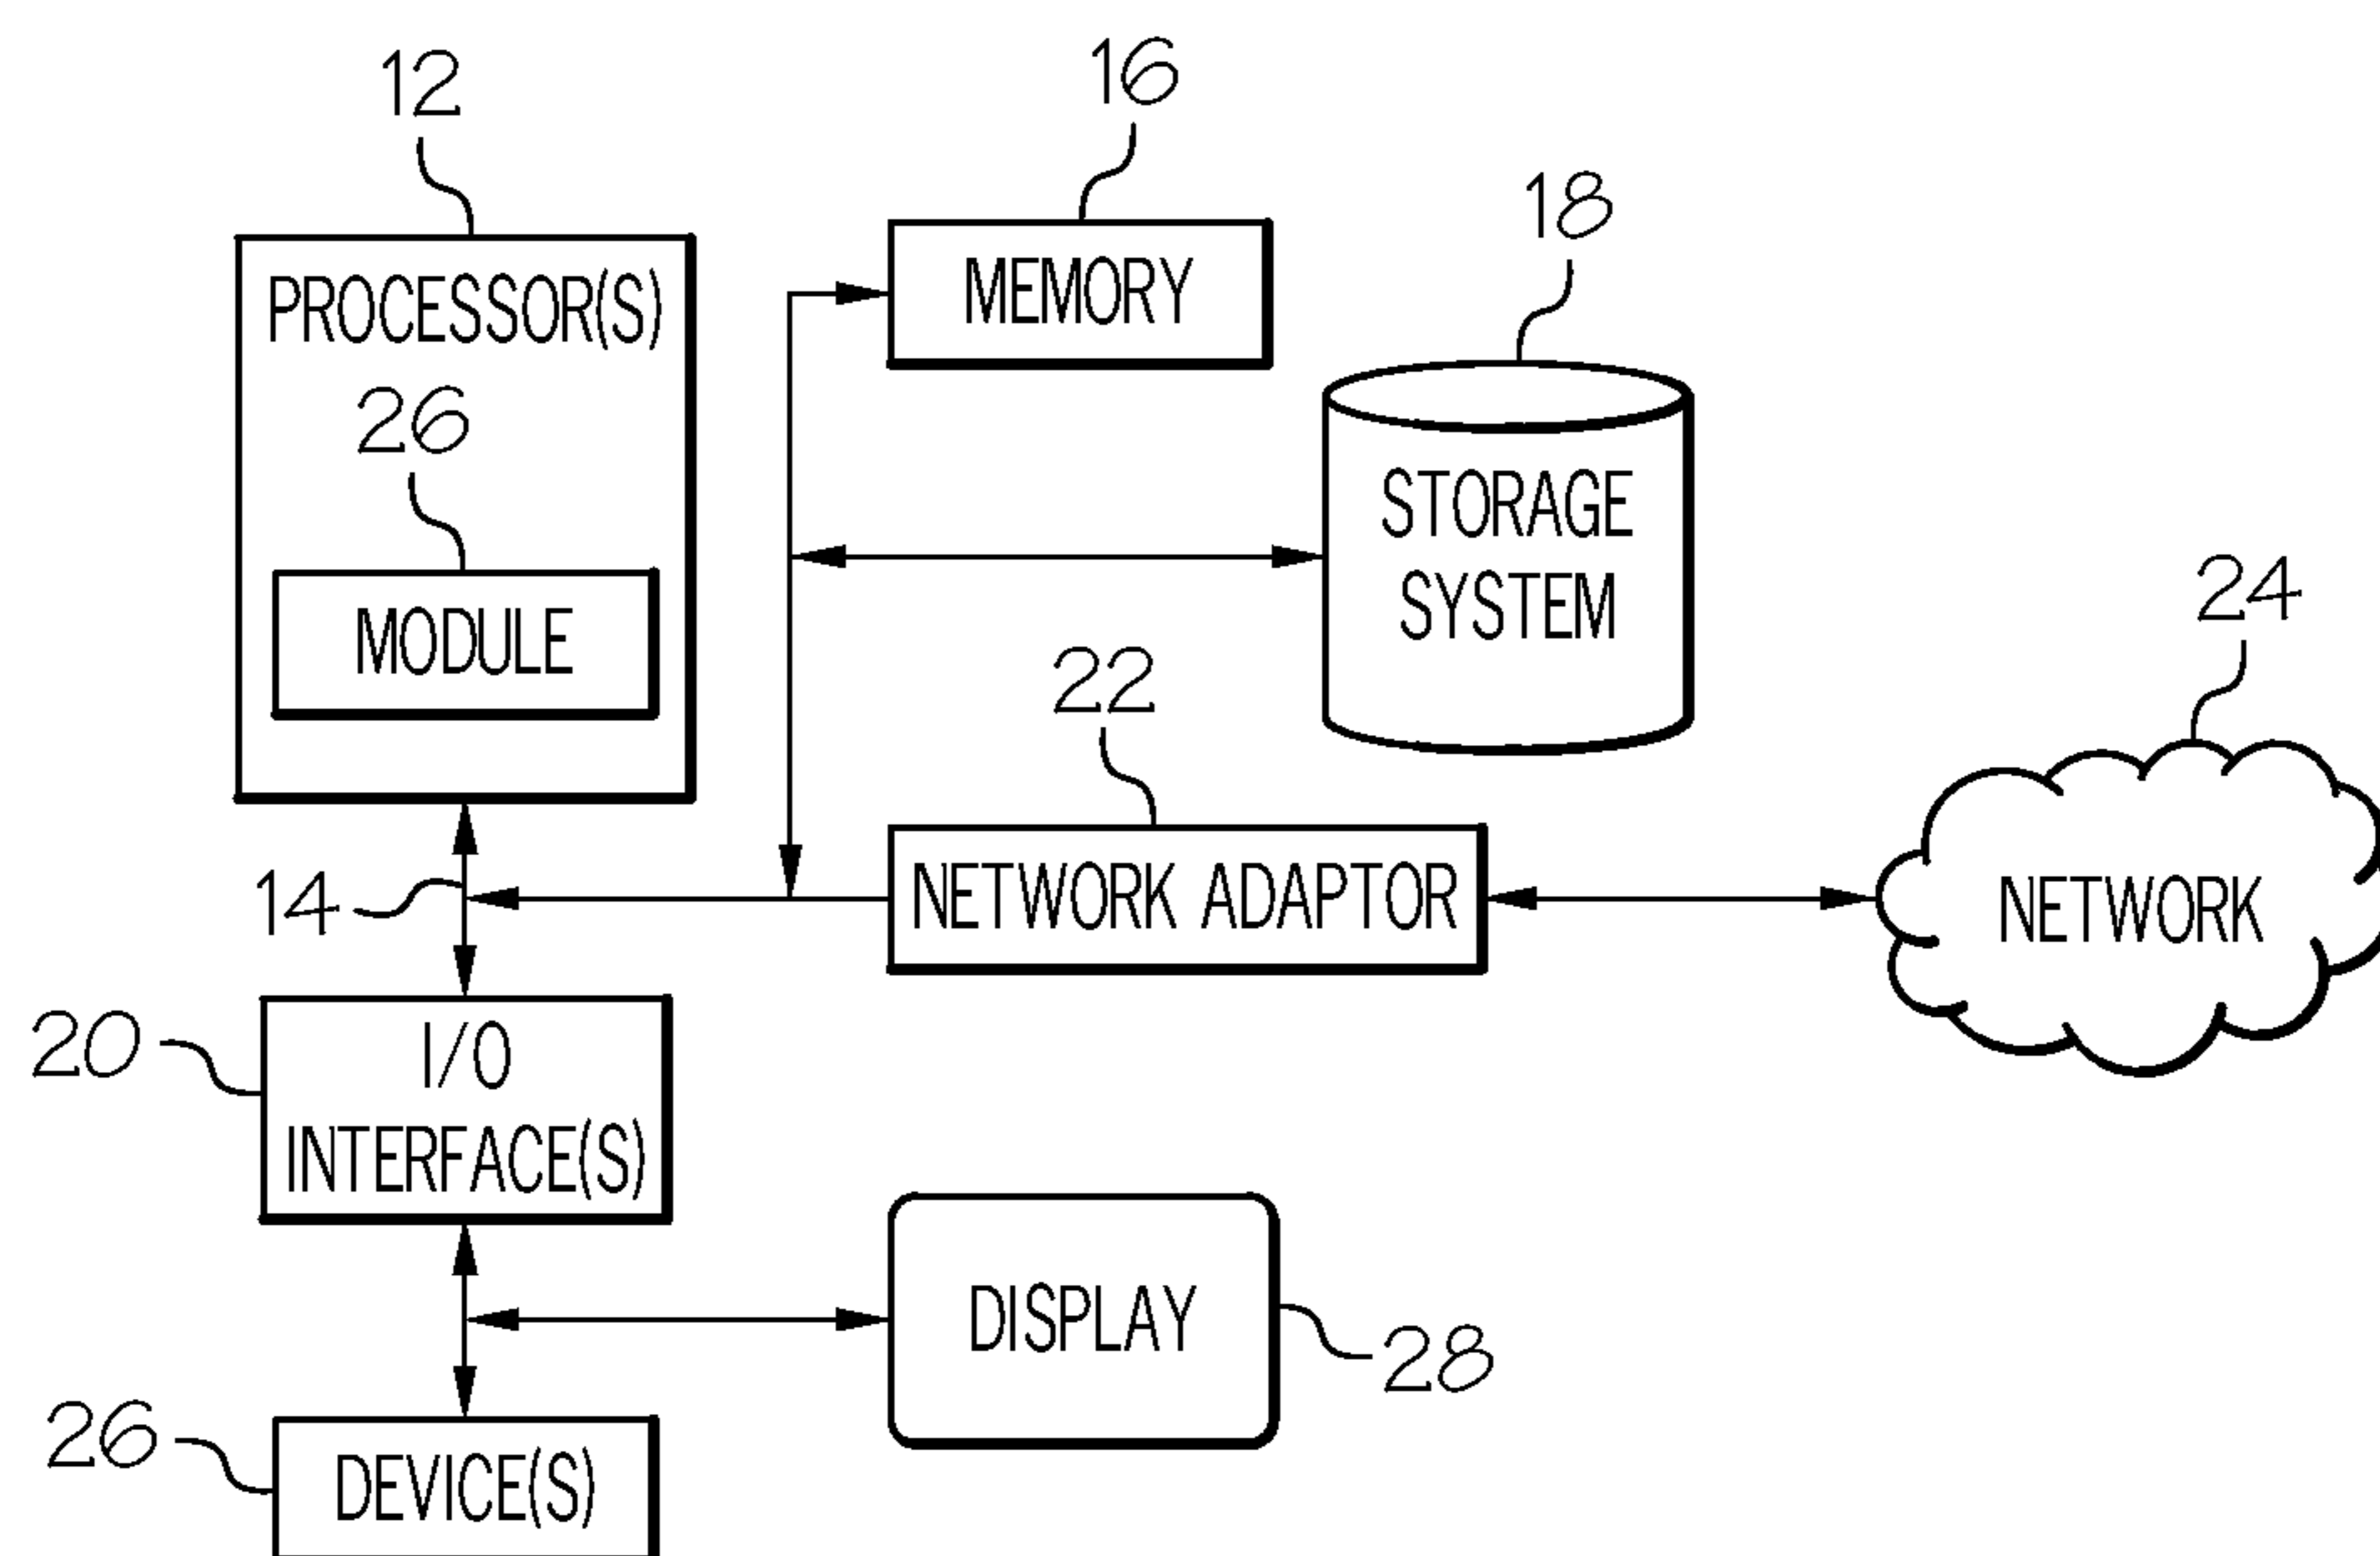 12
16
18
PROCESSOR(S)
MEMORY
26
STORAGE
SYSTEM
MODULE
22
24
14
NETWORK ADAPTOR
NETWORK
20
I/O
INTERFACE(S)
DISPLAY
28
26
DEVICE(S)